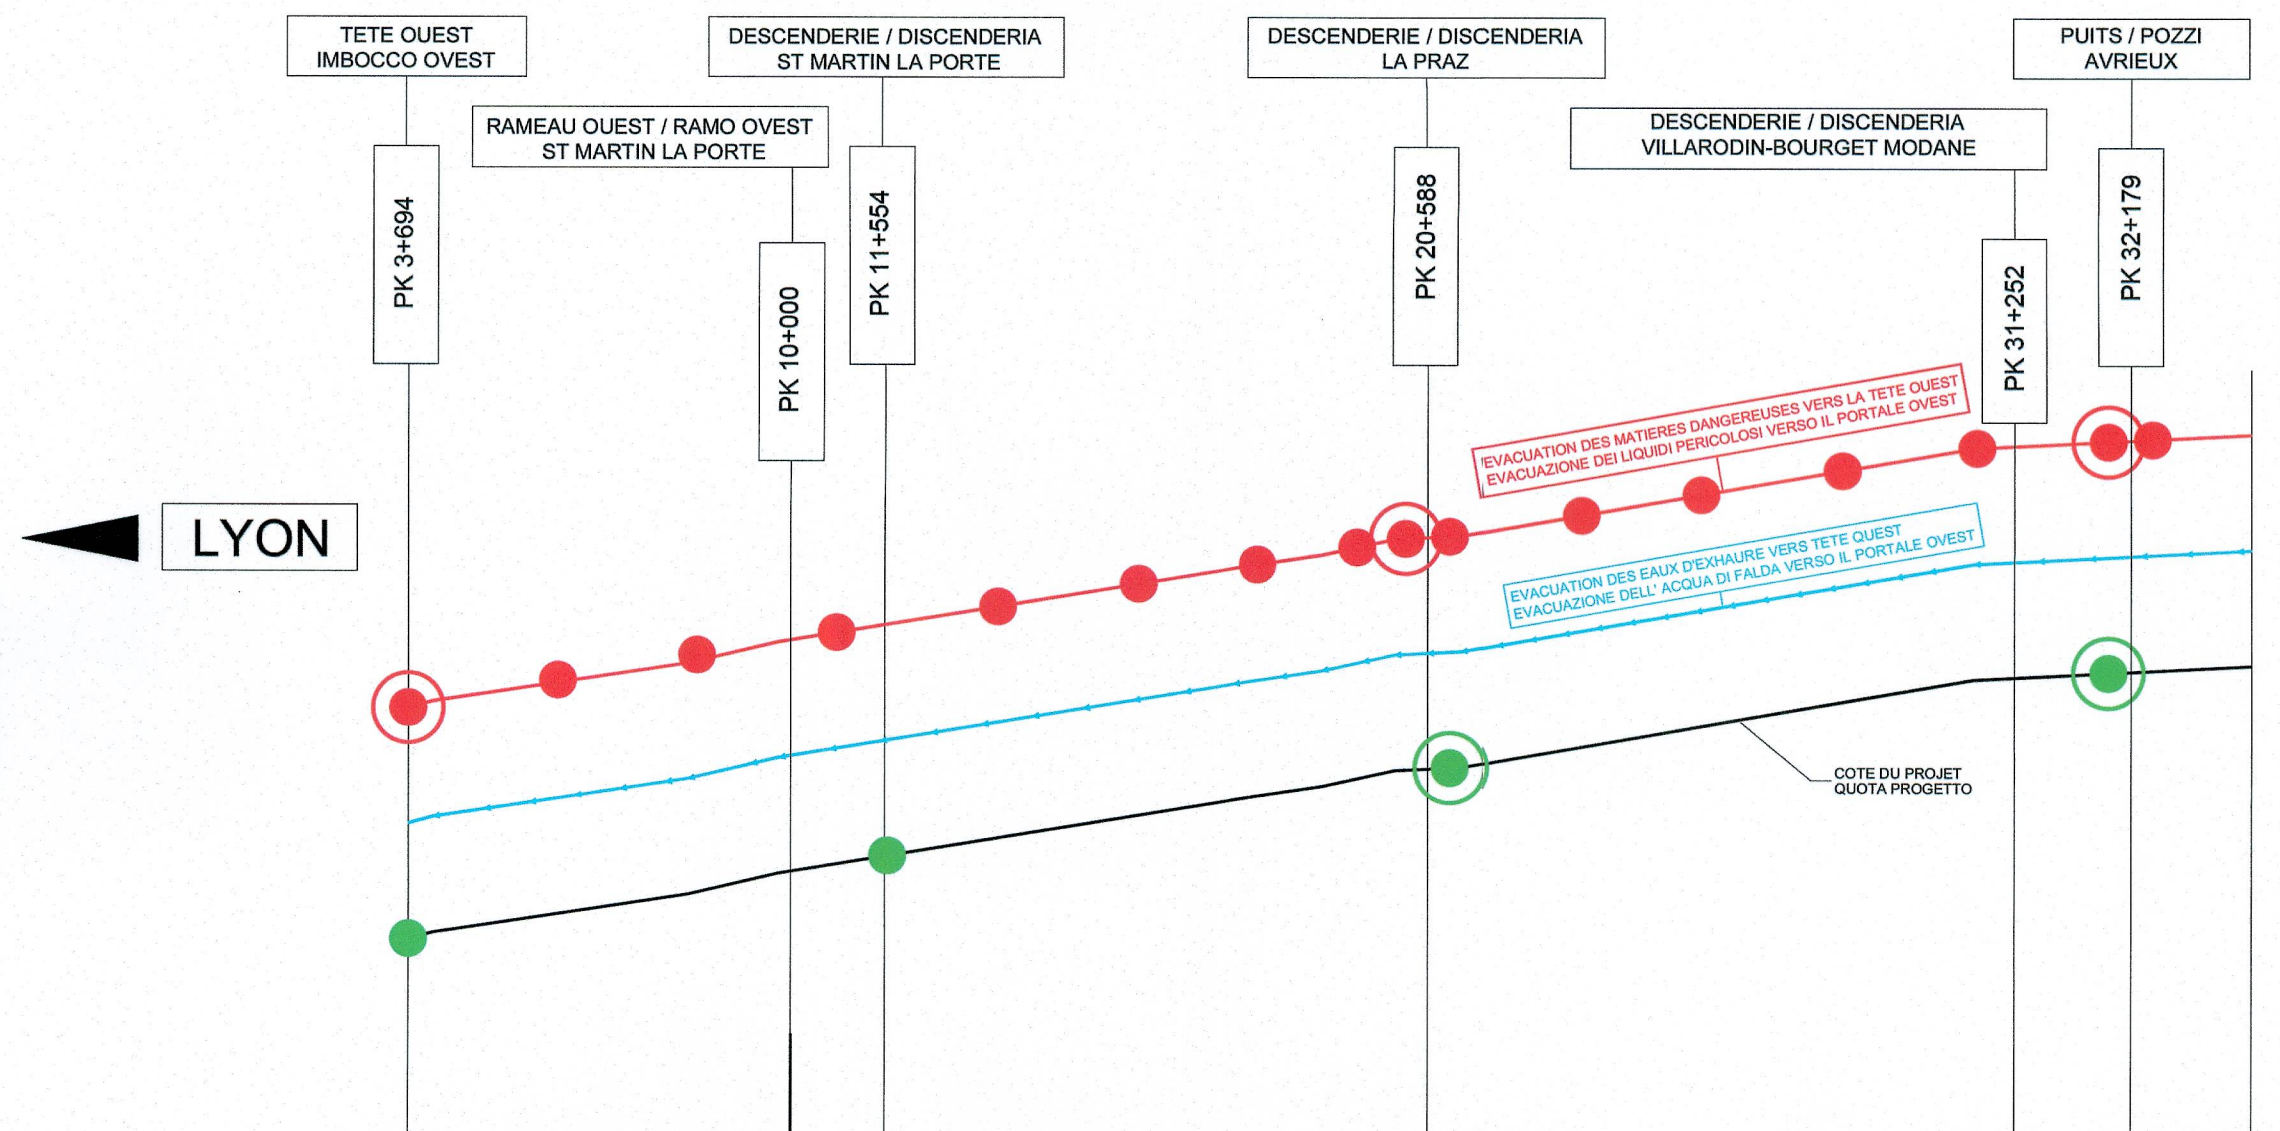 TETE OUEST
IMBOCCO OVEST
DESCENDERIE / DISCENDERIA
ST MARTIN LA PORTE
DESCENDERIE / DISCENDERIA
LA PRAZ
PUITS / POZZI
AVRIEUX
RAMEAU OUEST / RAMO OVEST
ST MARTIN LA PORTE
DESCENDERIE / DISCENDERIA
VILLARODIN-BOURGET MODANE
PK 3+694
PK 10+000
PK 11+554
PK 20+588
PK 31+252
PK 32+179
EVACUATION DES MATIERES DANGEREUSES VERS LA TETE OUEST
EVACUAZIONE DEI LIQUIDI PERICOLOSI VERSO IL PORTALE OVEST
LYON
EVACUATION DES EAUX D'EXHAURE VERS TETE OUEST
EVACUAZIONE DELL' ACQUA DI FALDA VERSO IL PORTALE OVEST
COTE DU PROJET
QUOTA PROGETTO